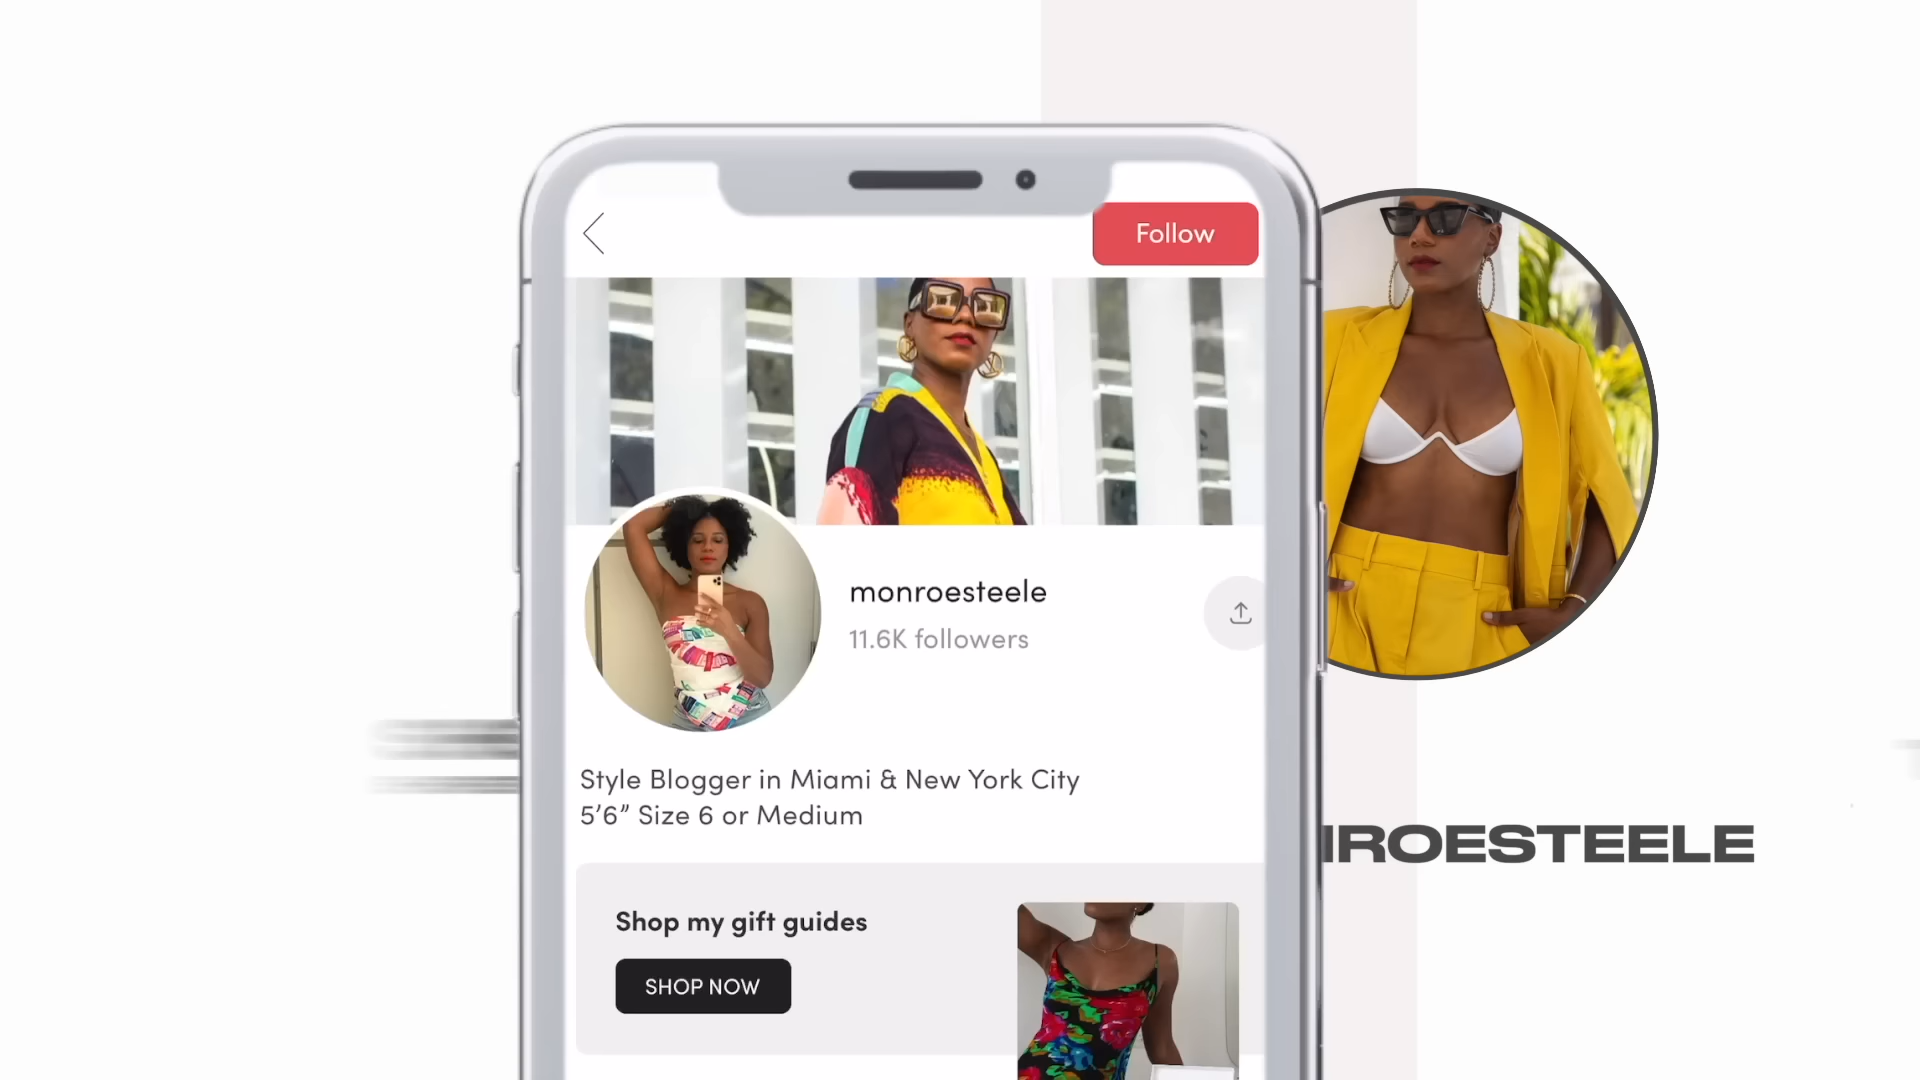 Follow
monroesteele
11.6K followers
Style Blogger in Miami & New York City
5’6” Size 6 or Medium
ROESTEELE
Shop my gift guides
SHOP NOW